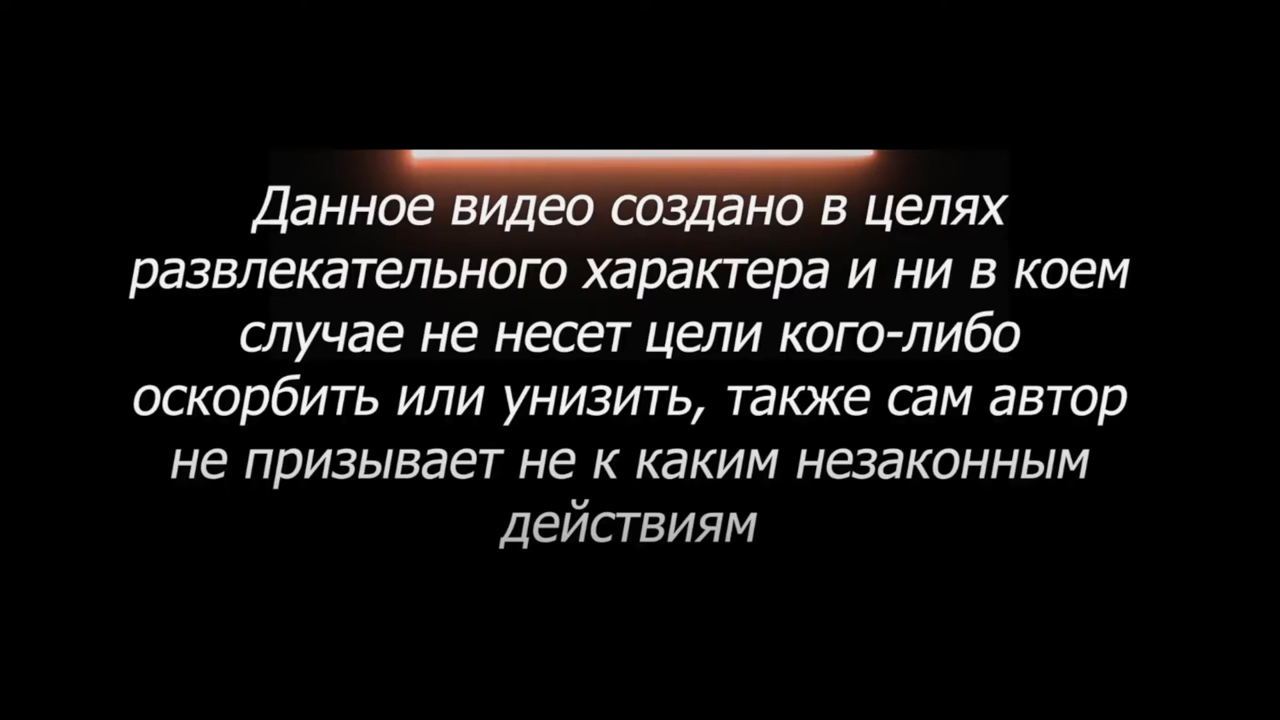 Данное видео создано в целях
развлекательного характера и ни в коем
случае не несет цели кого-либо
оскорбить или унизить, также сам автор
не призывает не к каким незаконным
действиям